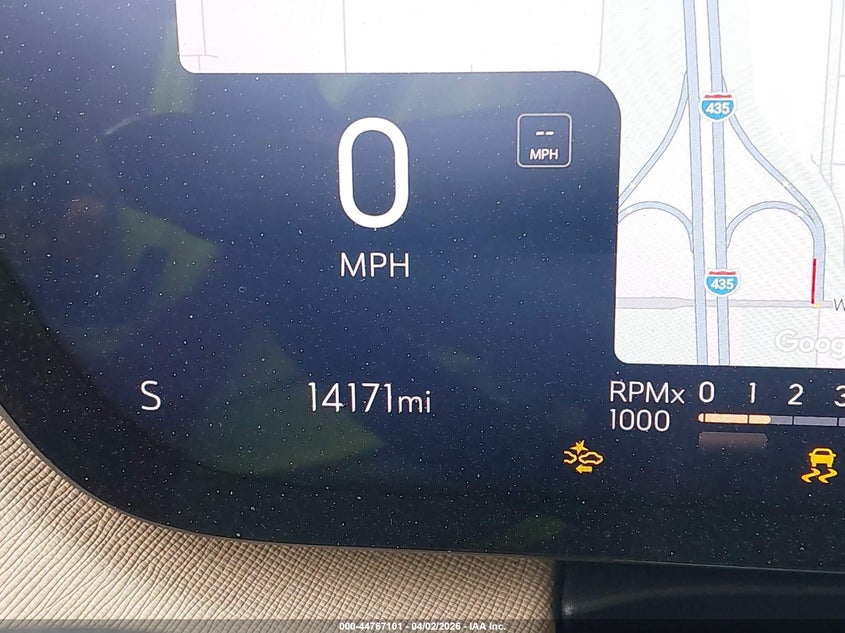 435
0
--
MPH
MPH
435
W
Goog
S
14171mi
RPMx 0 1 2 3
1000
000-44767101 - 04/02/2026 - IAA Inc.